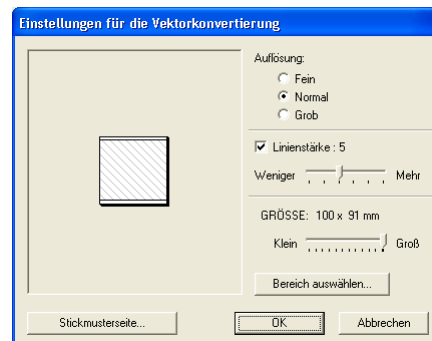 Einstellungen für die Vektorkonvertierung
Auflösung:
Fein
Normal
Grob
Linienstärke : 5
Weniger
Mehr
GRÖSSE: 100 x 91 mm
Klein
Groß
Bereich auswählen...
Stickmusterseite...
OK
Abbrechen